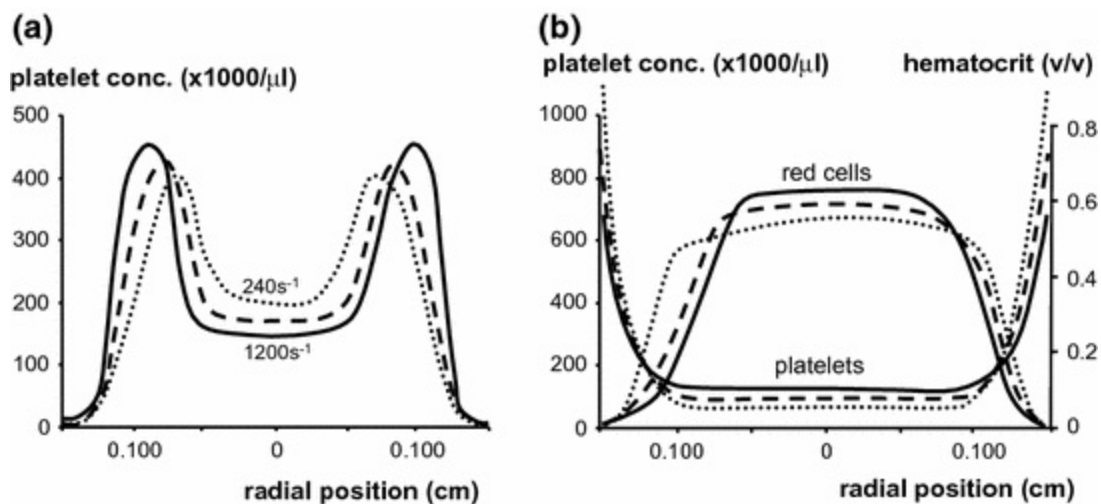 (a)
platelet conc. (x1000/μl)
500
400
300
200
100
0
240s⁻¹
1200s⁻¹
0.100 0 0.100
radial position (cm)
(b)
platelet conc. (x1000/μl) hematocrit (v/v)
1000
800
600
400
200
0
red cells
platelets
0.8
0.6
0.4
0.2
0
0.100 0 0.100
radial position (cm)